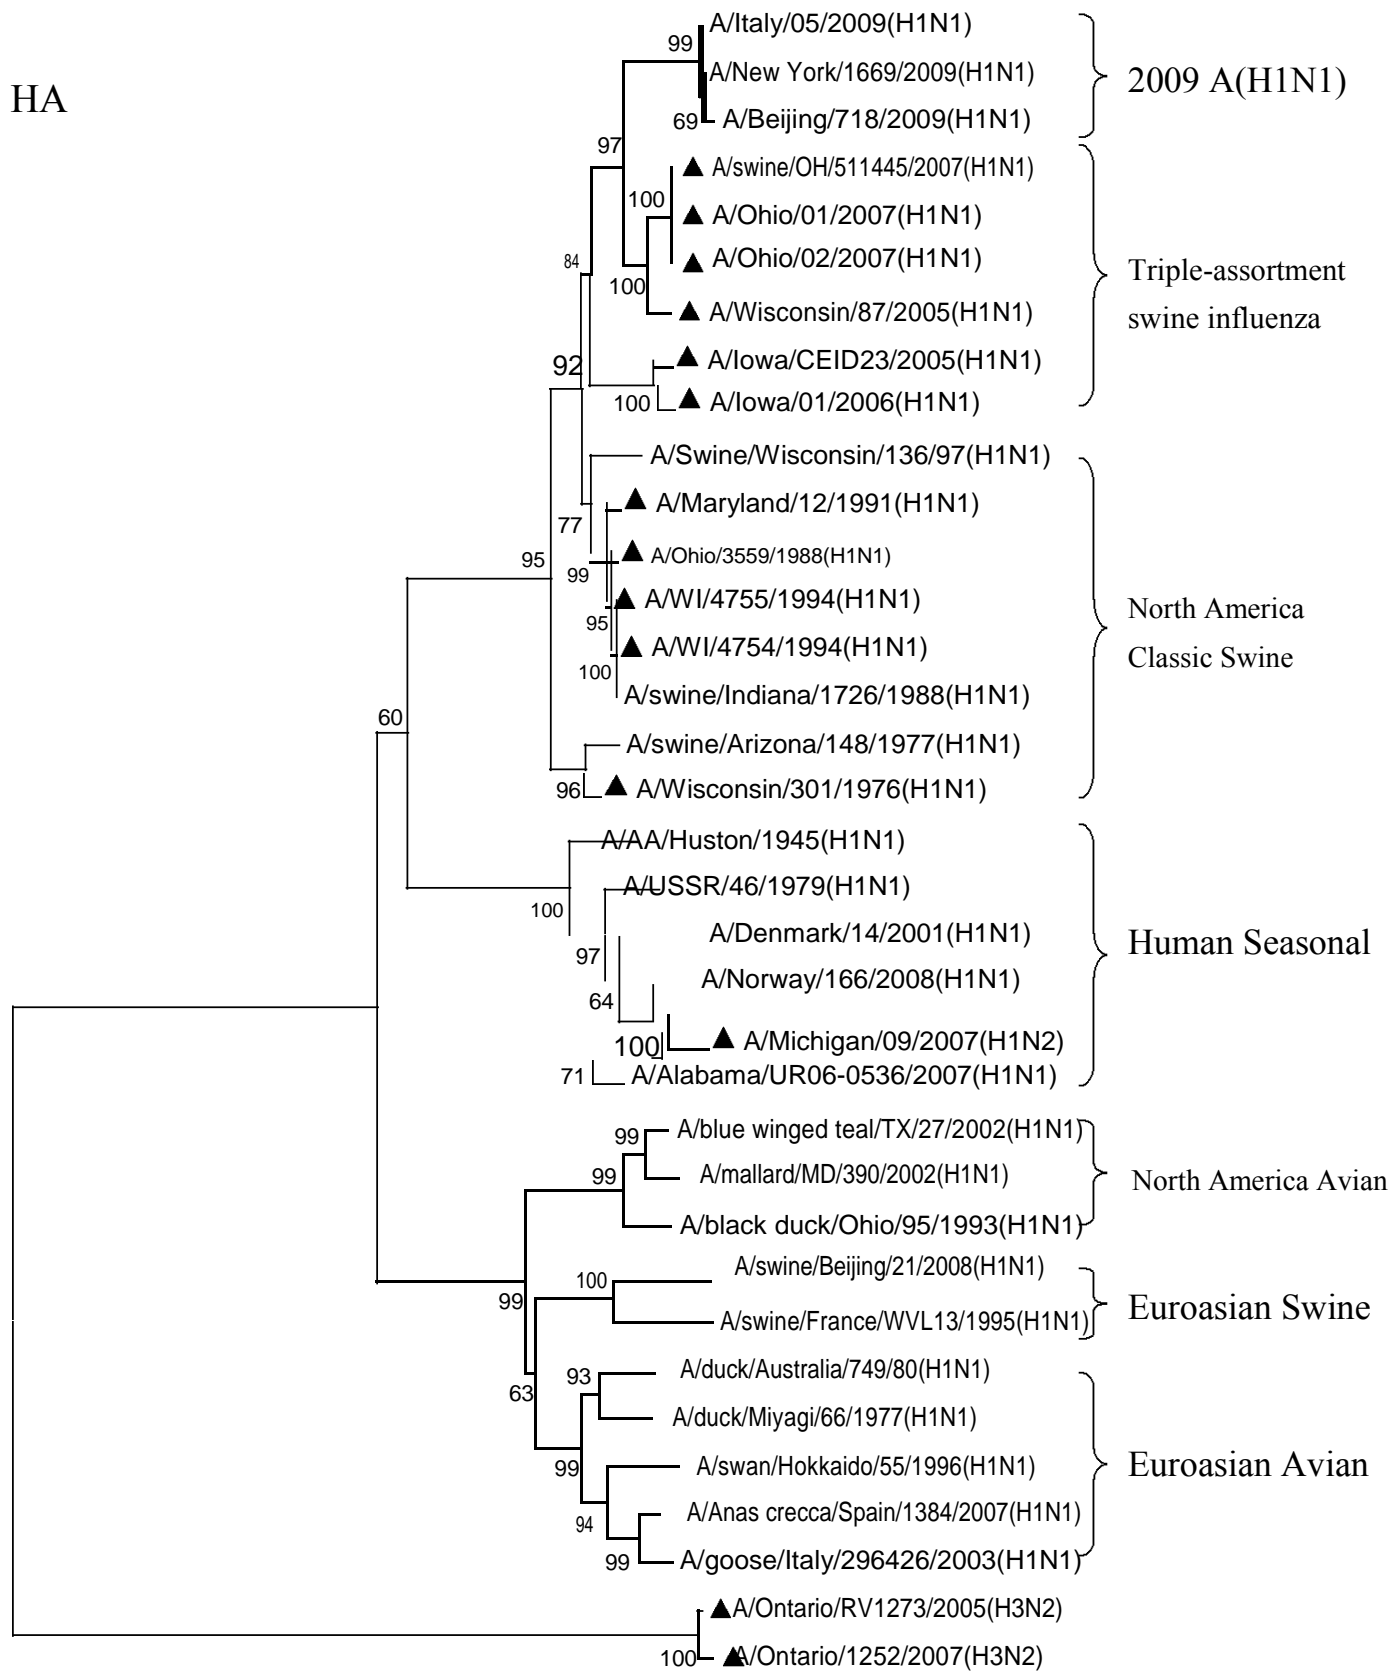 HA
A/Italy/05/2009(H1N1)
99
A/New York/1669/2009(H1N1)
2009 A(H1N1)
69
A/Beijing/718/2009(H1N1)
97
A/swine/OH/511445/2007(H1N1)
100
A/Ohio/01/2007(H1N1)
A/Ohio/02/2007(H1N1)
84
Triple-assortment
swine influenza
100
A/Wisconsin/87/2005(H1N1)
92
A/Iowa/CEID23/2005(H1N1)
100
A/Iowa/01/2006(H1N1)
A/Swine/Wisconsin/136/97(H1N1)
A/Maryland/12/1991(H1N1)
77
A/Ohio/3559/1988(H1N1)
95
99
A/WI/4755/1994(H1N1)
North America
Classic Swine
95
A/WI/4754/1994(H1N1)
100
A/swine/Indiana/1726/1988(H1N1)
60
A/swine/Arizona/148/1977(H1N1)
96
A/Wisconsin/301/1976(H1N1)
A/AA/Huston/1945(H1N1)
A/USSR/46/1979(H1N1)
100
A/Denmark/14/2001(H1N1)
Human Seasonal
97
A/Norway/166/2008(H1N1)
64
100
A/Michigan/09/2007(H1N2)
71
A/Alabama/UR06-0536/2007(H1N1)
A/blue winged teal/TX/27/2002(H1N1)
99
99
A/mallard/MD/390/2002(H1N1)
North America Avian
A/black duck/Ohio/95/1993(H1N1)
A/swine/Beijing/21/2008(H1N1)
100
99
Euroasian Swine
A/swine/France/WVL13/1995(H1N1)
A/duck/Australia/749/80(H1N1)
93
63
A/duck/Miyagi/66/1977(H1N1)
99
A/swan/Hokkaido/55/1996(H1N1)
Euroasian Avian
A/Anas crecca/Spain/1384/2007(H1N1)
94
99
A/goose/Italy/296426/2003(H1N1)
A/Ontario/RV1273/2005(H3N2)
100
A/Ontario/1252/2007(H3N2)